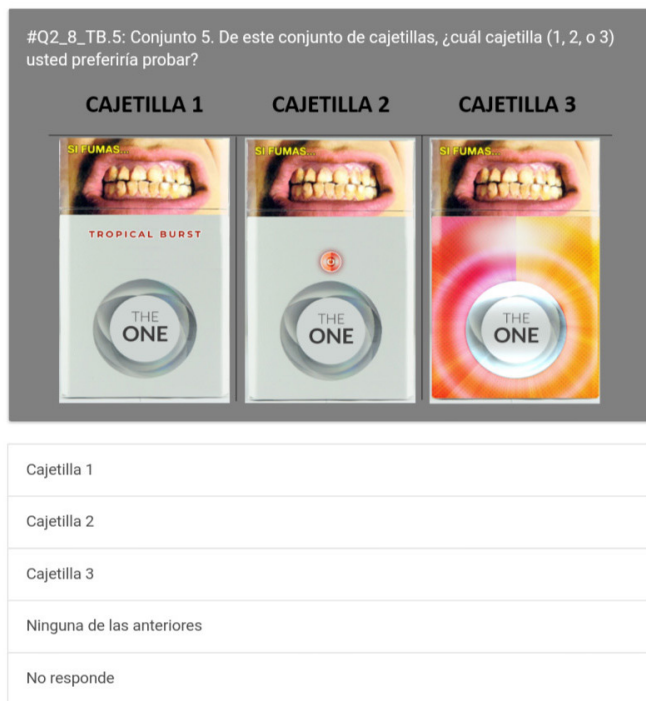 #Q2_8_TB.5: Conjunto 5. De este conjunto de cajetillas, ¿cuál cajetilla (1, 2, o 3)
usted preferiría probar?
CAJETILLA 1 CAJETILLA 2 CAJETILLA 3
SI FUMAS... SI FUMAS... SI FUMAS...
TROPICAL BURST
THE THE THE
ONE ONE ONE
Cajetilla 1
Cajetilla 2
Cajetilla 3
Ninguna de las anteriores
No responde